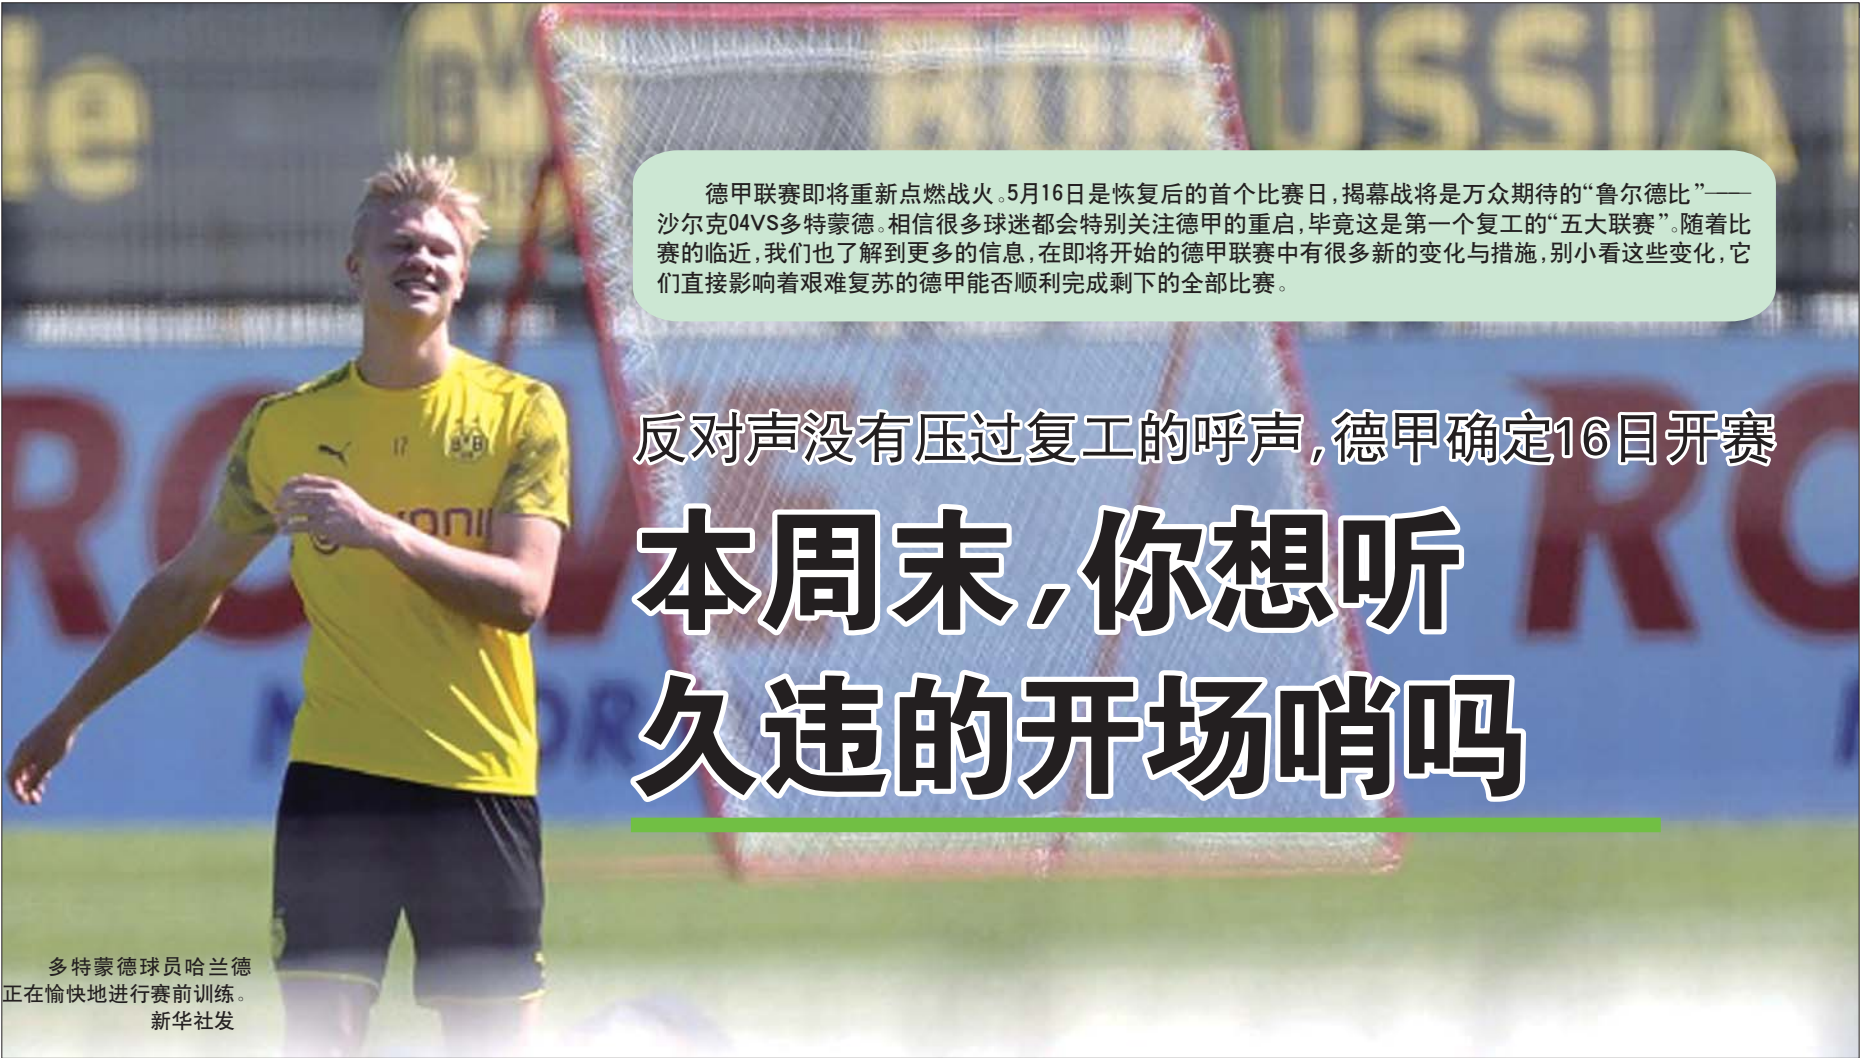 德甲联赛即将重新点燃战火。5月16日是恢复后的首个比赛日,揭幕战将是万众期待的“鲁尔德比”——
沙尔克04VS多特蒙德。相信很多球迷都会特别关注德甲的重启,毕竟这是第一个复工的“五大联赛”。随着比
赛的临近,我们也了解到更多的信息,在即将开始的德甲联赛中有很多新的变化与措施,别小看这些变化,它
们直接影响着艰难复苏的德甲能否顺利完成剩下的全部比赛。
反对声没有压过复工的呼声,德甲确定16日开赛
本周末,你想听
久违的开场哨吗
多特蒙德球员哈兰德
正在愉快地进行赛前训练。
新华社发
BORUSSIA
17
BVB